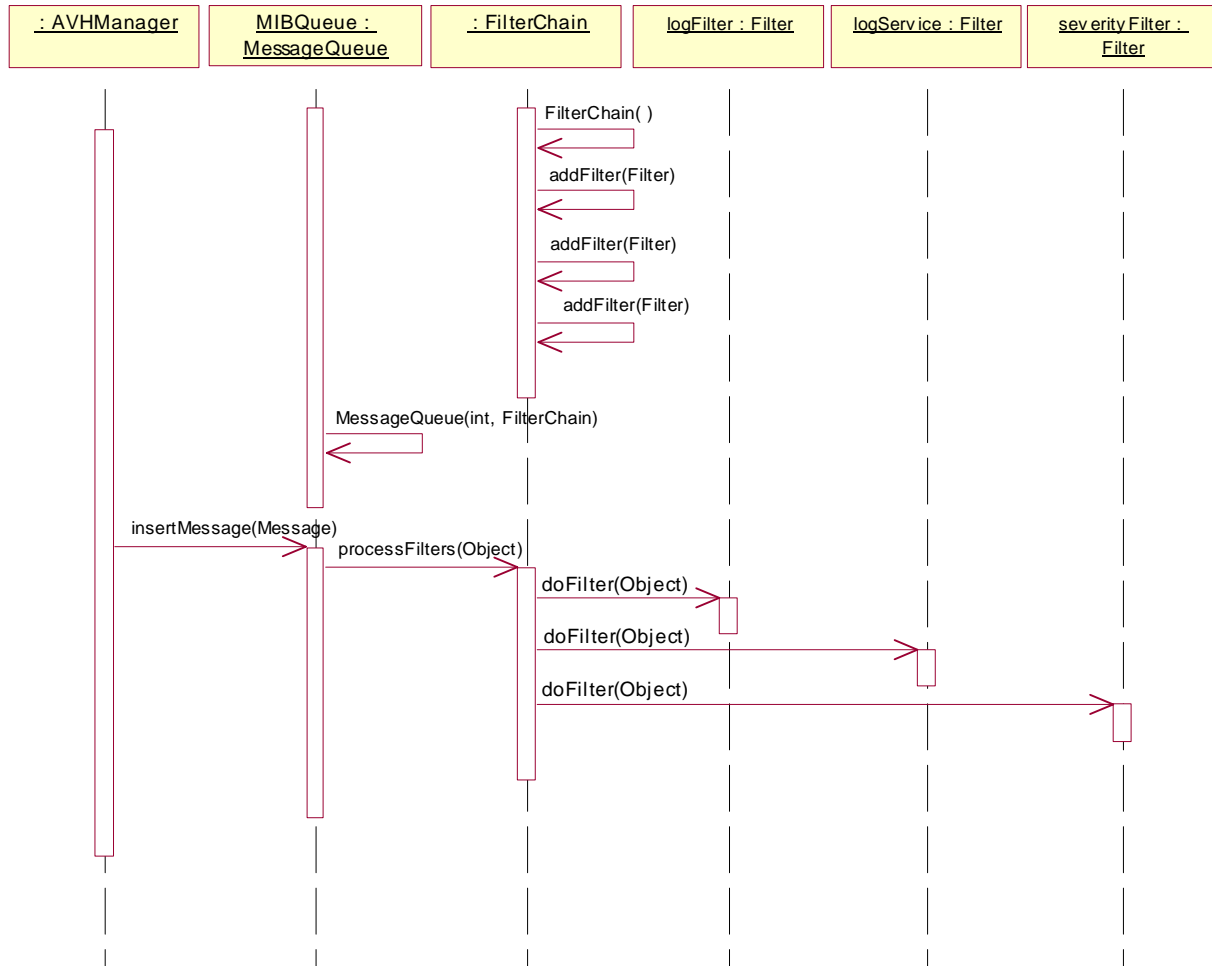 : AVHManager
MIBQueue :
MessageQueue
: FilterChain
logFilter : Filter
logService : Filter
severityFilter :
Filter
FilterChain( )
addFilter(Filter)
addFilter(Filter)
addFilter(Filter)
MessageQueue(int, FilterChain)
insertMessage(Message)
processFilters(Object)
doFilter(Object)
doFilter(Object)
doFilter(Object)